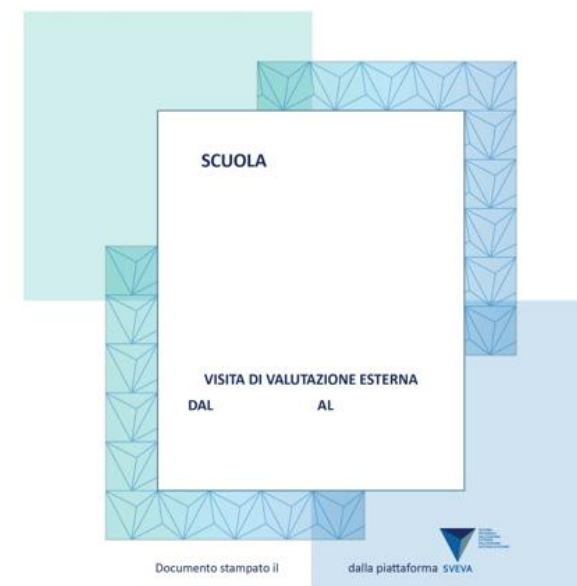 SCUOLA
VISITA DI VALUTAZIONE ESTERNA
DAL AL
Documento stampato il dalla piattaforma SVEVA